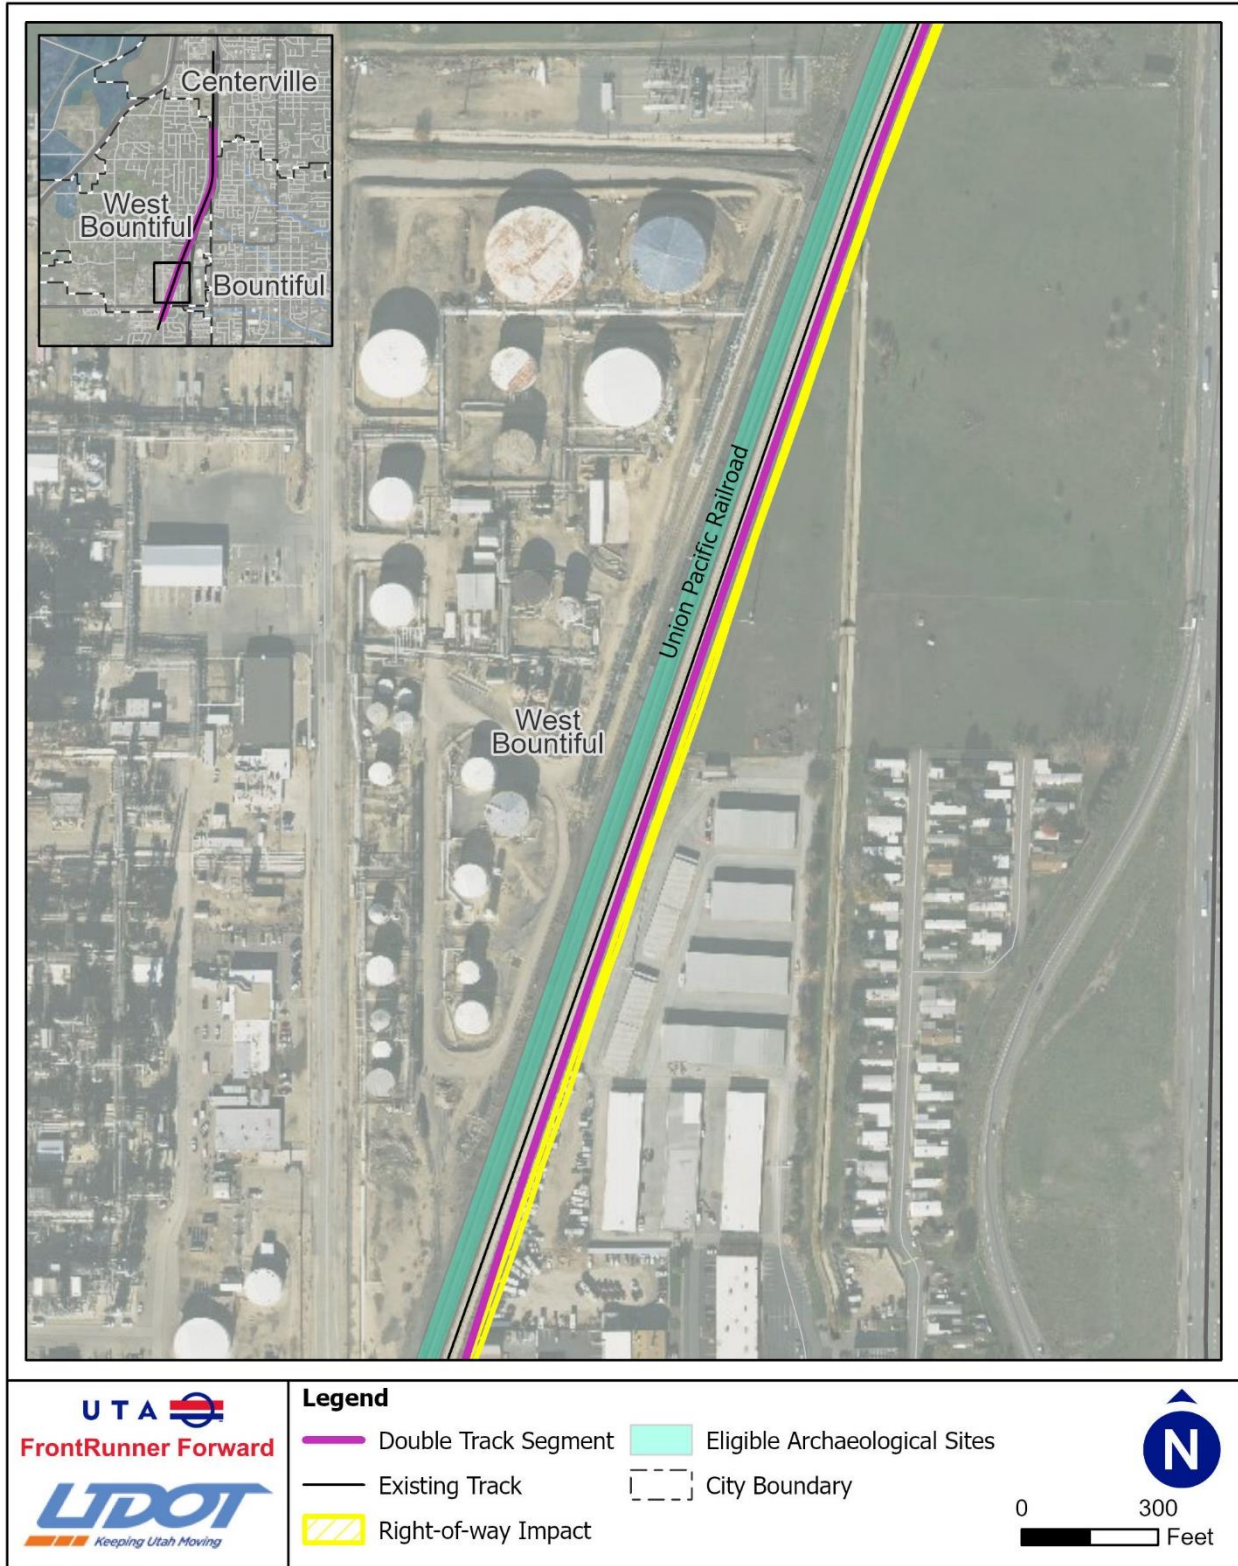 Centerville
West
Bountiful
Bountiful
Union Pacific Railroad
West
Bountiful
UTA
FrontRunner Forward
UDOT
Keeping Utah Moving
Legend
Double Track Segment
Existing Track
Right-of-way Impact
Eligible Archaeological Sites
City Boundary
N
0 300
Feet